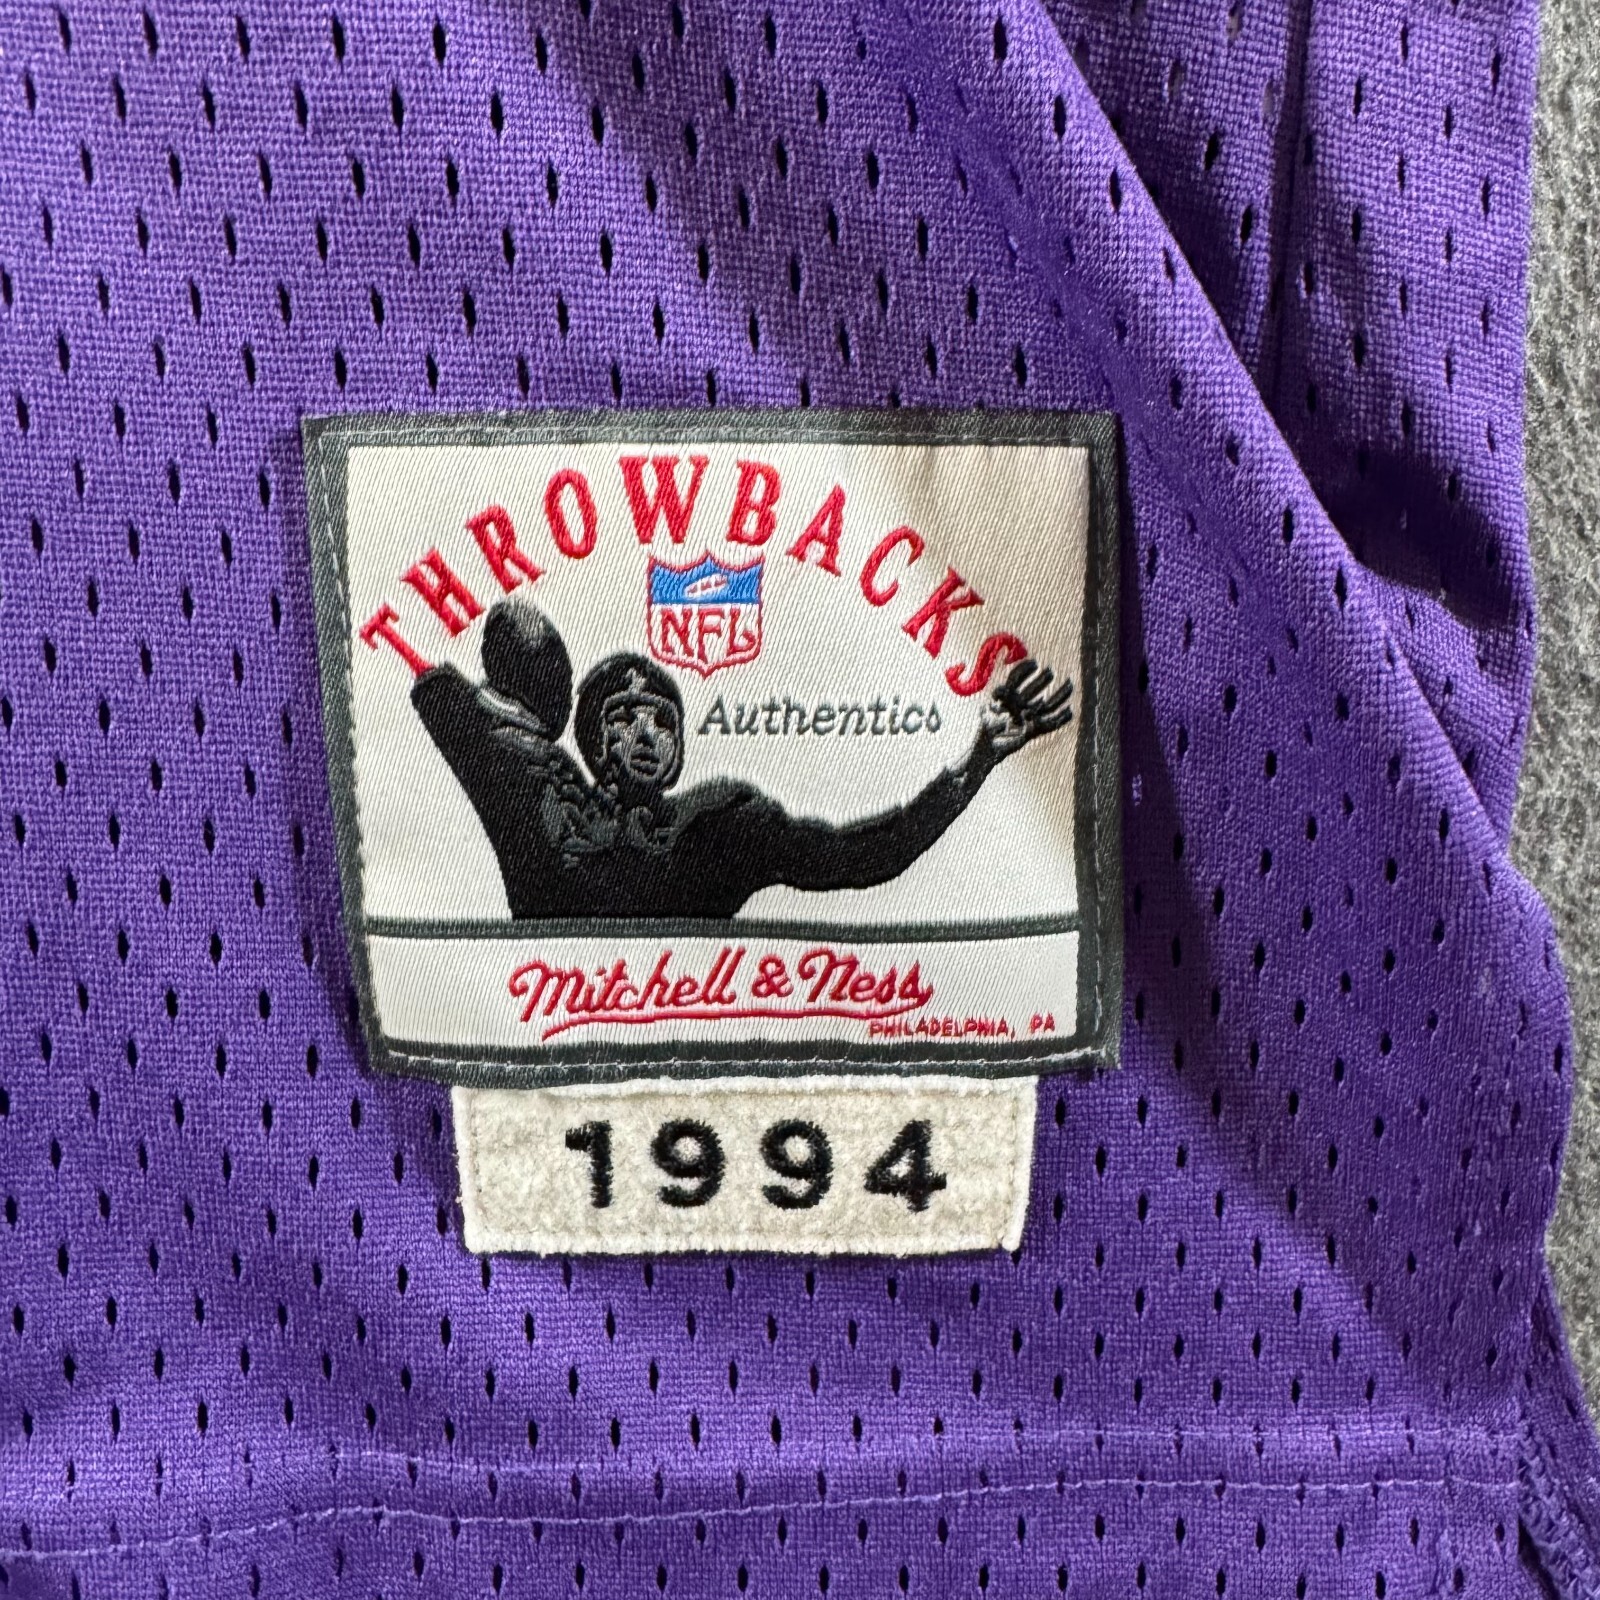 THROWBACKS
NFL
Authentics
Mitchell & Ness
PHILADELPHIA, PA
1994